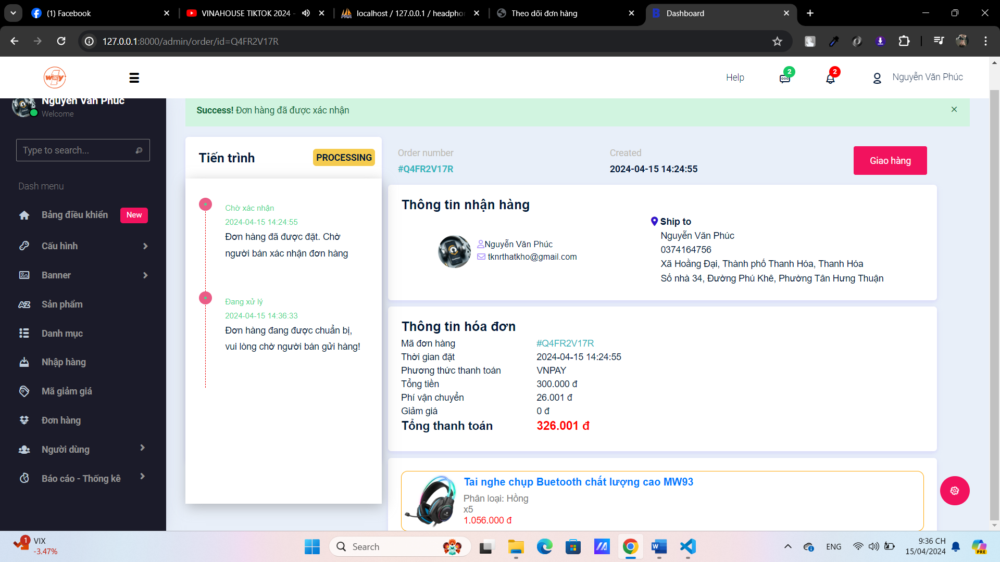 (1) Facebook
VINAHOUSE TIKTOK 2024 -
localhost / 127.0.0.1 / headpho
Theo dõi đơn hàng
Dashboard
127.0.0.1:8000/admin/order/id=Q4FR2V17R
way
Help
2
2
Nguyễn Văn Phúc
Nguyễn Văn Phúc
Welcome
Success! Đơn hàng đã được xác nhận
Type to search...
Dash menu
Bảng điều khiển
New
Cấu hình
Banner
Sản phẩm
Danh mục
Nhập hàng
Mã giảm giá
Đơn hàng
Người dùng
Báo cáo - Thống kê
Tiến trình
PROCESSING
Chờ xác nhận
2024-04-15 14:24:55
Đơn hàng đã được đặt. Chờ
người bán xác nhận đơn hàng
Đang xử lý
2024-04-15 14:36:33
Đơn hàng đang được chuẩn bị,
vui lòng chờ người bán gửi hàng!
Order number
#Q4FR2V17R
Created
2024-04-15 14:24:55
Giao hàng
Thông tin nhận hàng
Nguyễn Văn Phúc
tknrthatkho@gmail.com
Ship to
Nguyễn Văn Phúc
0374164756
Xã Hoằng Đại, Thành phố Thanh Hóa, Thanh Hóa
Số nhà 34, Đường Phú Khê, Phường Tân Hưng Thuận
Thông tin hóa đơn
Mã đơn hàng #Q4FR2V17R
Thời gian đặt 2024-04-15 14:24:55
Phương thức thanh toán VNPAY
Tổng tiền 300.000 đ
Phí vận chuyển 26.001 đ
Giảm giá 0 đ
Tổng thanh toán 326.001 đ
Tai nghe chụp Buetooth chất lượng cao MW93
Phân loại: Hồng
x5
1.056.000 đ
1
VIX
-3.47%
Search
ENG
9:36 CH
15/04/2024
PRE